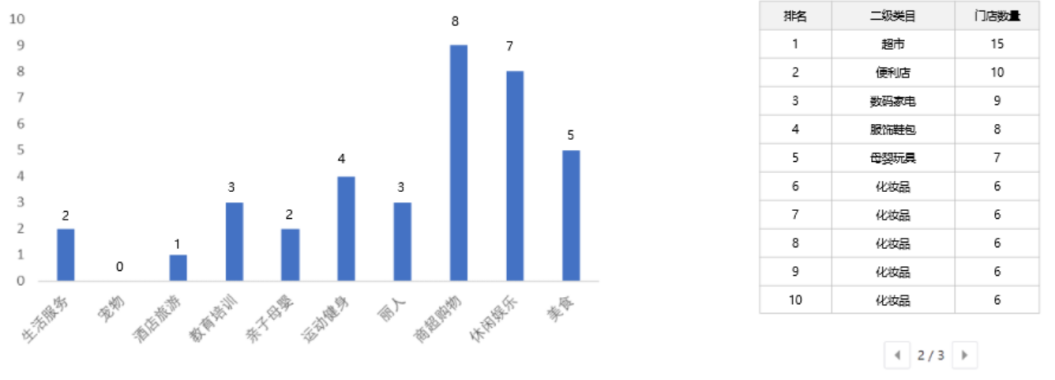 10
9
8
7
6
5
4
3
2
1
0
2
0
1
3
2
4
3
8
7
5
生活服务
宠物
酒店旅游
教育培训
亲子母婴
运动健身
丽人
商超购物
休闲娱乐
美食
排名 二级类目 门店数量
1 超市 15
2 便利店 10
3 数码家电 9
4 服饰鞋包 8
5 母婴玩具 7
6 化妆品 6
7 化妆品 6
8 化妆品 6
9 化妆品 6
10 化妆品 6
2 / 3